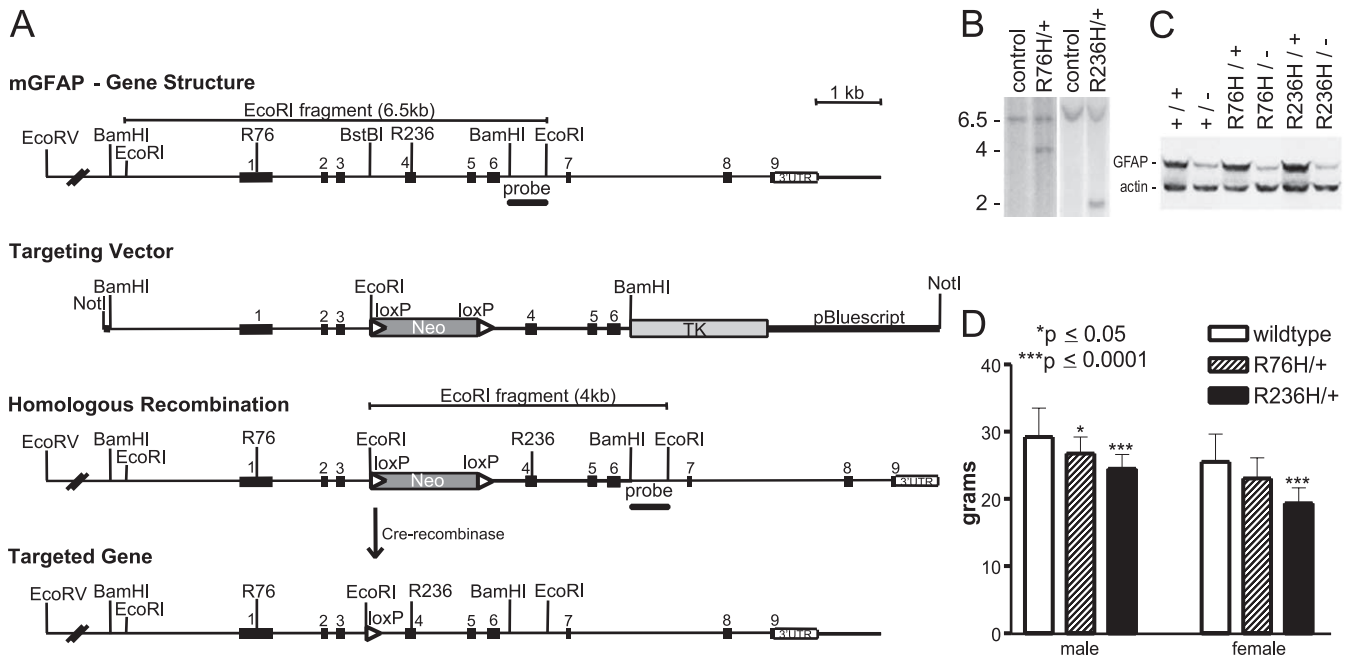 A
mGFAP - Gene Structure
1 kb
EcoRI fragment (6.5kb)
EcoRV BamHI R76 BstBI R236 BamHI EcoRI
EcoRI
1 2 3 4 5 6 7 8 9
3'UTR
probe
Targeting Vector
BamHI EcoRI BamHI NotI
NotI
loxP loxP
1 2 3 Neo 4 5 6 TK pBluescript
Homologous Recombination
EcoRI fragment (4kb)
EcoRV BamHI R76 EcoRI R236 BamHI EcoRI
EcoRI loxP loxP
1 2 3 Neo 4 5 6 7 8 9
3'UTR
probe
Cre-recombinase
Targeted Gene
EcoRV BamHI R76 EcoRI R236 BamHI EcoRI
EcoRI loxP
1 2 3 4 5 6 7 8 9
3'UTR
B
control
R76H/+
control
R236H/+
6.5 -
4 -
2 -
C
+ / +
+ / -
R76H / +
R76H / -
R236H / +
R236H / -
GFAP -
actin -
D
*p ≤ 0.05
***p ≤ 0.0001
wildtype
R76H/+
R236H/+
grams
40
30
20
10
0
* ***
***
male female